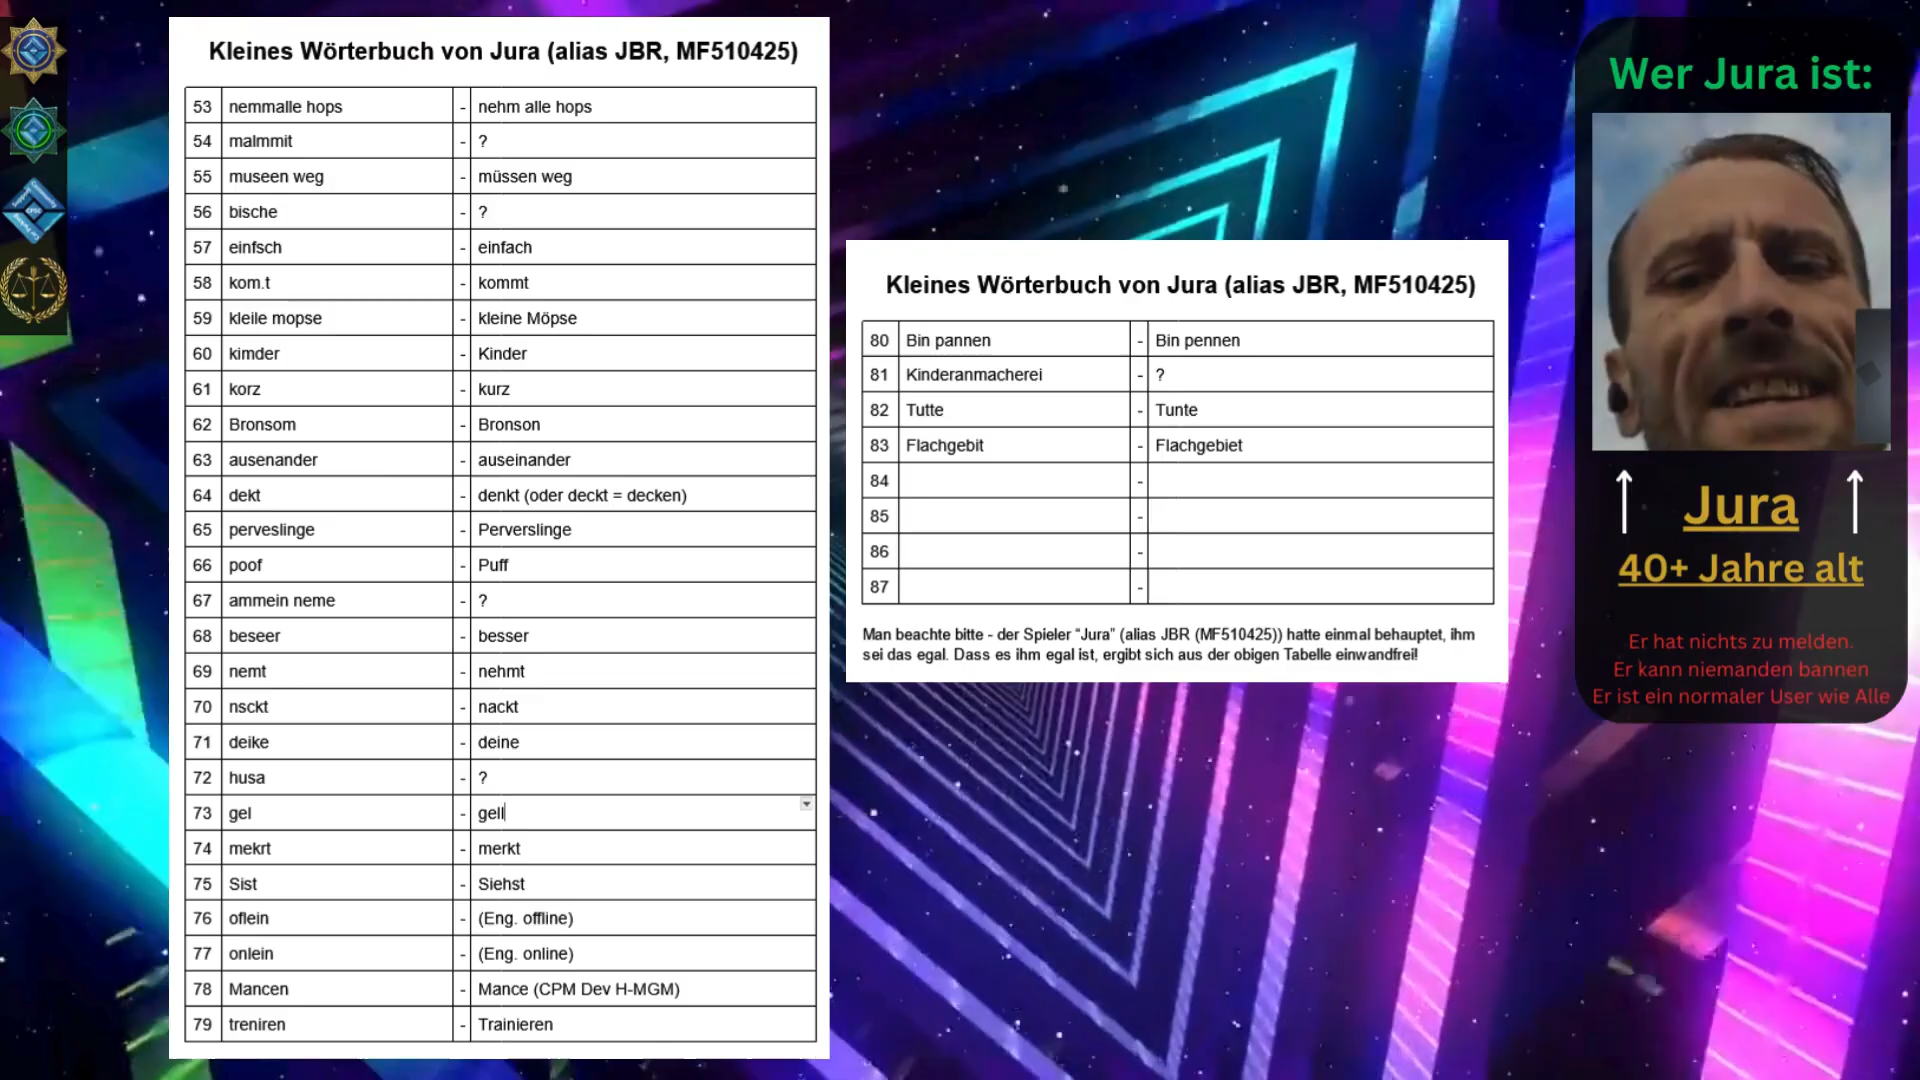 Kleines Wörterbuch von Jura (alias JBR, MF510425)
53 nemmalle hops - nehm alle hops
54 malmmit - ?
55 museen weg - müssen weg
56 bische - ?
57 einfsch - einfach
58 kom.t - kommt
59 kleile mopse - kleine Möpse
60 kimder - Kinder
61 korz - kurz
62 Bronsom - Bronson
63 ausenander - auseinander
64 dekt - denkt (oder deckt = decken)
65 perveslinge - Perverslinge
66 poof - Puff
67 ammein neme - ?
68 beseer - besser
69 nemt - nehmt
70 nsckt - nackt
71 deike - deine
72 husa - ?
73 gel - gell
74 mekrt - merkt
75 Sist - Siehst
76 oflein - (Eng. offline)
77 onlein - (Eng. online)
78 Mancen - Mance (CPM Dev H-MGM)
79 treniren - Trainieren
Kleines Wörterbuch von Jura (alias JBR, MF510425)
80 Bin pannen - Bin pennen
81 Kinderanmacherei - ?
82 Tutte - Tunte
83 Flachgebit - Flachgebiet
84 -
85 -
86 -
87 -
Man beachte bitte - der Spieler “Jura” (alias JBR (MF510425)) hatte einmal behauptet, ihm
sei das egal. Dass es ihm egal ist, ergibt sich aus der obigen Tabelle einwandfrei!
Wer Jura ist:
Jura
40+ Jahre alt
Er hat nichts zu melden.
Er kann niemanden bannen
Er ist ein normaler User wie Alle